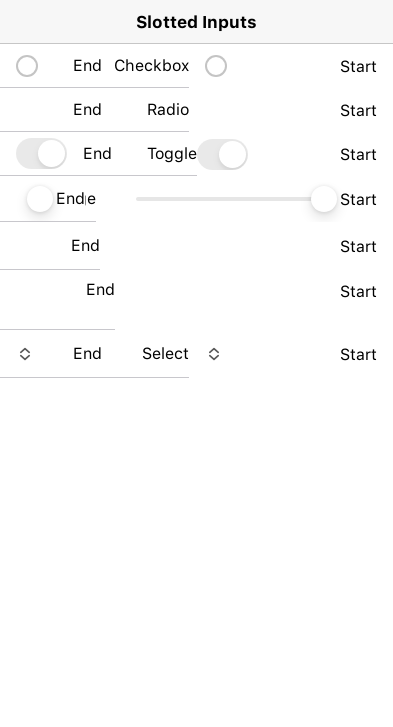 Slotted Inputs
End Checkbox Start
End Radio Start
End Toggle Start
End Start
End Start
End Start
End Select Start